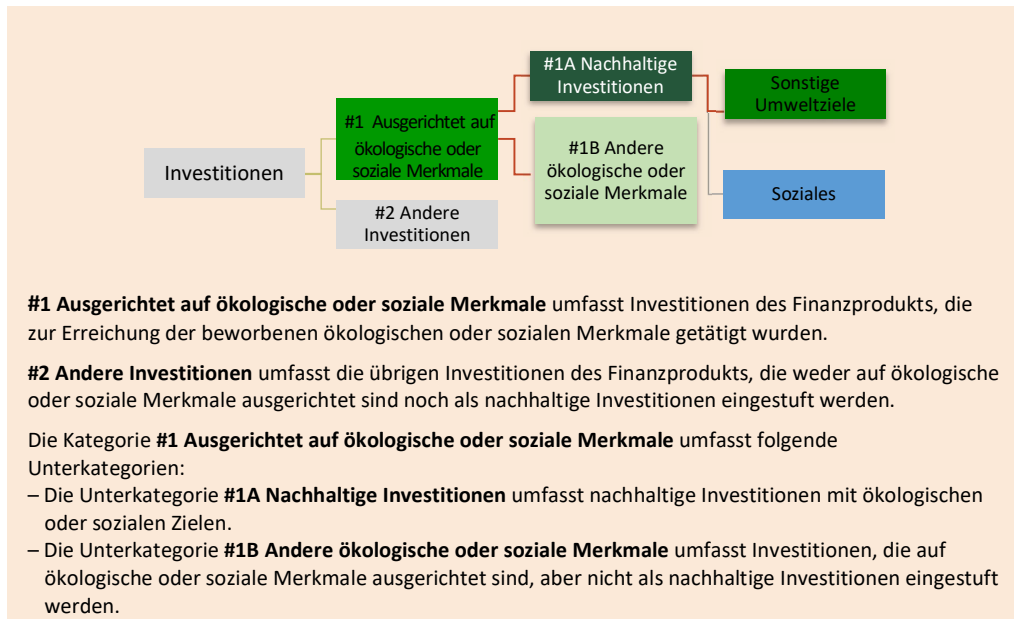 #1A Nachhaltige
Investitionen
Sonstige
Umweltziele
#1 Ausgerichtet auf
ökologische oder
soziale Merkmale
#1B Andere
ökologische oder
soziale Merkmale
Investitionen
Soziales
#2 Andere
Investitionen
#1 Ausgerichtet auf ökologische oder soziale Merkmale umfasst Investitionen des Finanzprodukts, die
zur Erreichung der beworbenen ökologischen oder sozialen Merkmale getätigt wurden.
#2 Andere Investitionen umfasst die übrigen Investitionen des Finanzprodukts, die weder auf ökologische
oder soziale Merkmale ausgerichtet sind noch als nachhaltige Investitionen eingestuft werden.
Die Kategorie #1 Ausgerichtet auf ökologische oder soziale Merkmale umfasst folgende
Unterkategorien:
– Die Unterkategorie #1A Nachhaltige Investitionen umfasst nachhaltige Investitionen mit ökologischen
oder sozialen Zielen.
– Die Unterkategorie #1B Andere ökologische oder soziale Merkmale umfasst Investitionen, die auf
ökologische oder soziale Merkmale ausgerichtet sind, aber nicht als nachhaltige Investitionen eingestuft
werden.